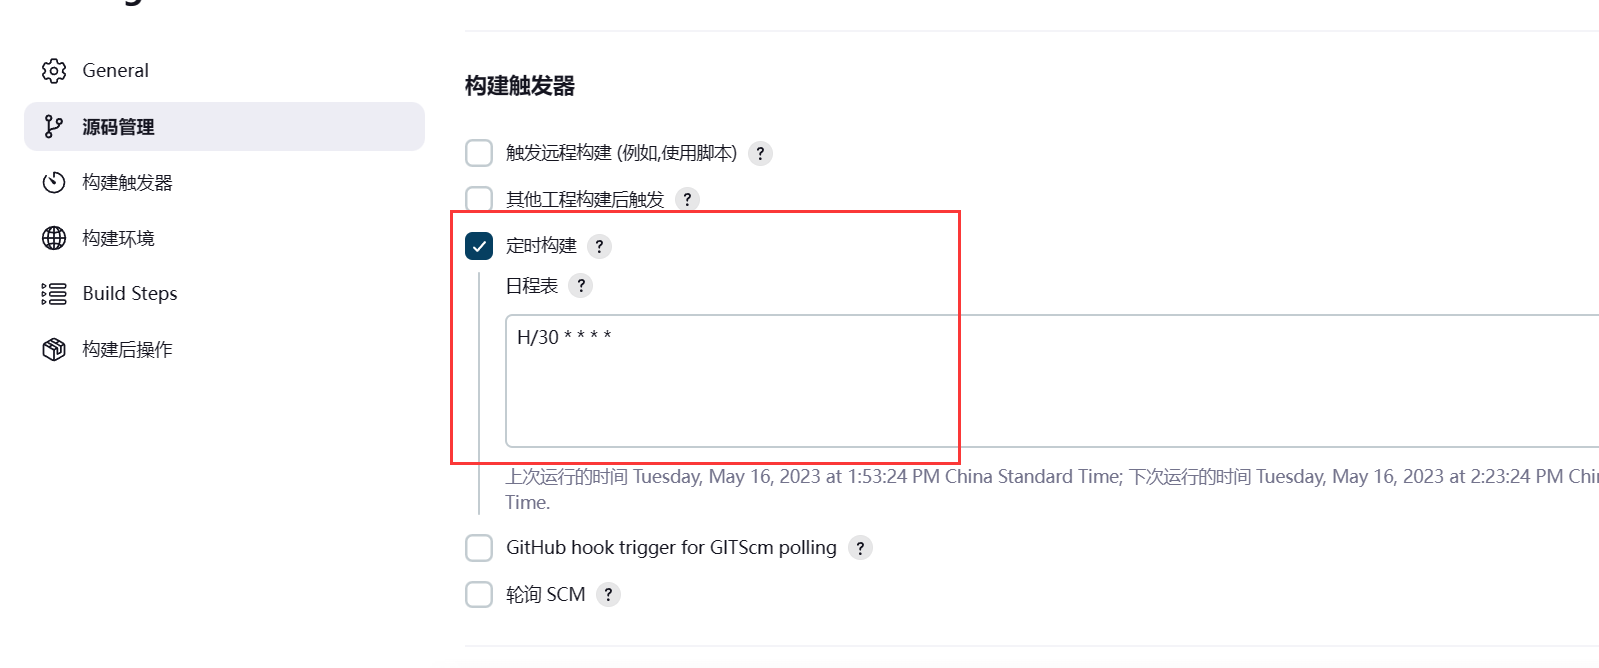 General
源码管理
构建触发器
构建环境
Build Steps
构建后操作
构建触发器
触发远程构建 (例如,使用脚本) ?
其他工程构建后触发 ?
定时构建 ?
日程表 ?
H/30 * * * *
上次运行的时间 Tuesday, May 16, 2023 at 1:53:24 PM China Standard Time; 下次运行的时间 Tuesday, May 16, 2023 at 2:23:24 PM
Time.
GitHub hook trigger for GITScm polling ?
轮询 SCM ?